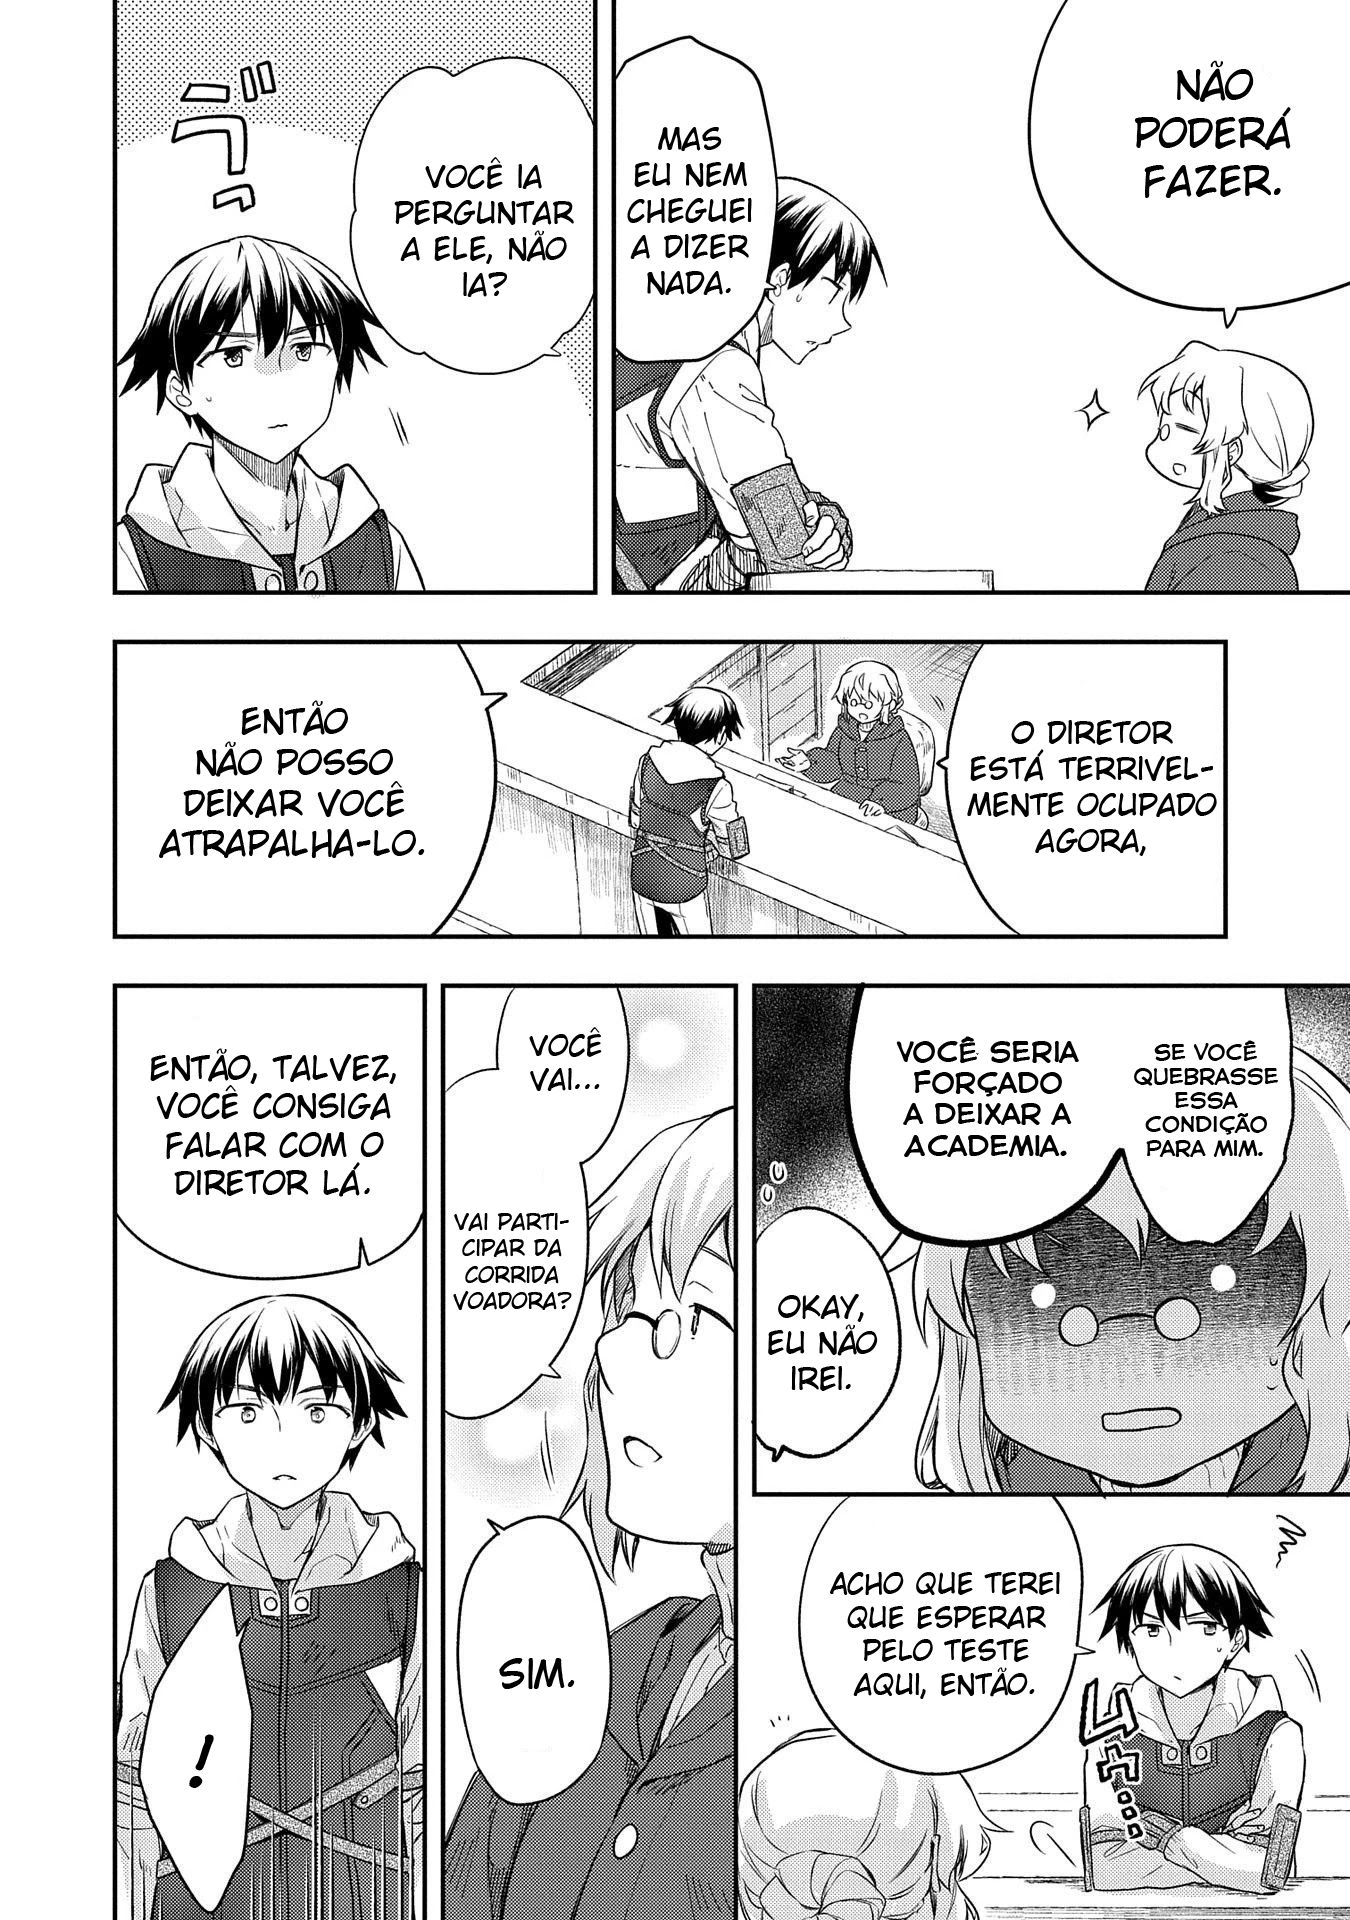 NÃO
PODERÁ
FAZER.
MAS
EU NEM
CHEGUEI
A DIZER
NADA.
VOCÊ IA
PERGUNTAR
A ELE, NÃO
IA?
O DIRETOR
ESTÁ TERRIVEL-
MENTE OCUPADO
AGORA,
ENTÃO
NÃO POSSO
DEIXAR VOCÊ
ATRAPALHA-LO.
SE VOCÊ
QUEBRASSE
ESSA
CONDIÇÃO
PARA MIM.
VOCÊ SERIA
FORÇADO
A DEIXAR A
ACADEMIA.
OKAY,
EU NÃO
IREI.
ACHO QUE TEREI
QUE ESPERAR
PELO TESTE
AQUI, ENTÃO.
ムウ...
VOCÊ
VAI...
VAI PARTI-
CIPAR DA
CORRIDA
VOADORA?
SIM.
ENTÃO, TALVEZ,
VOCÊ CONSIGA
FALAR COM O
DIRETOR LÁ.
!